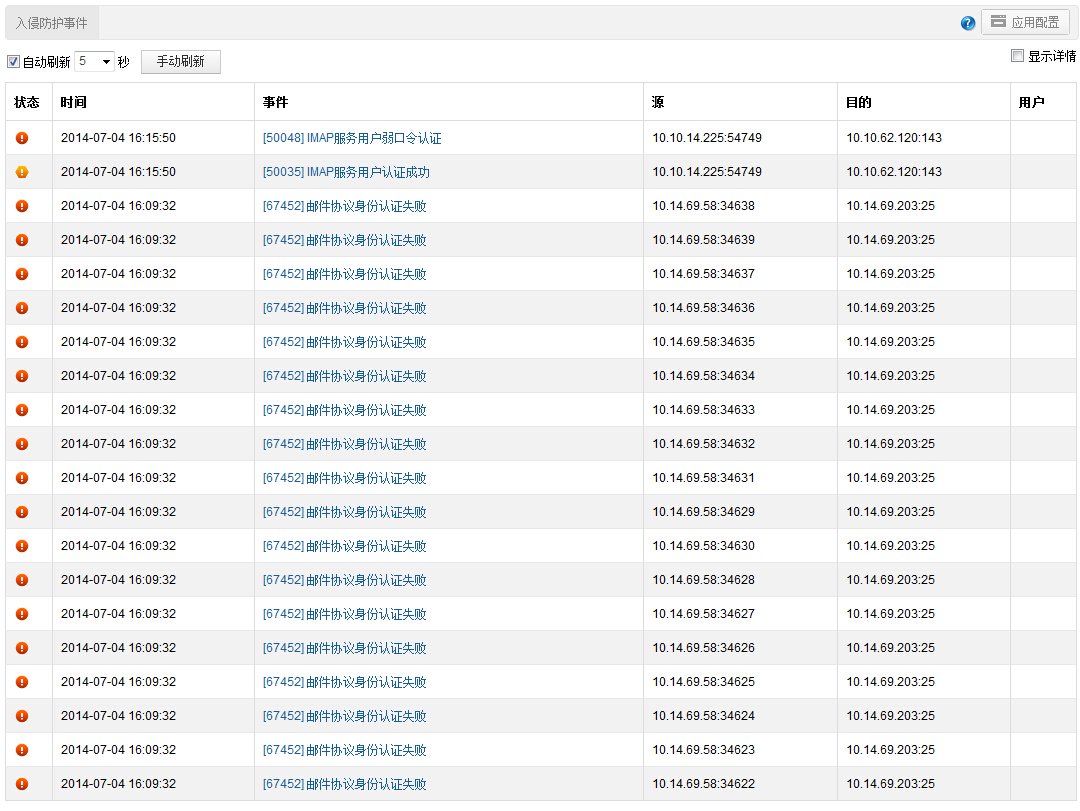 入侵防护事件 应用配置
自动刷新 5 秒 手动刷新 显示详情
状态 时间 事件 源 目的 用户
2014-07-04 16:15:50 [50048] IMAP服务用户弱口令认证 10.10.14.225:54749 10.10.62.120:143
2014-07-04 16:15:50 [50035] IMAP服务用户认证成功 10.10.14.225:54749 10.10.62.120:143
2014-07-04 16:09:32 [67452] 邮件协议身份认证失败 10.14.69.58:34638 10.14.69.203:25
2014-07-04 16:09:32 [67452] 邮件协议身份认证失败 10.14.69.58:34639 10.14.69.203:25
2014-07-04 16:09:32 [67452] 邮件协议身份认证失败 10.14.69.58:34637 10.14.69.203:25
2014-07-04 16:09:32 [67452] 邮件协议身份认证失败 10.14.69.58:34636 10.14.69.203:25
2014-07-04 16:09:32 [67452] 邮件协议身份认证失败 10.14.69.58:34635 10.14.69.203:25
2014-07-04 16:09:32 [67452] 邮件协议身份认证失败 10.14.69.58:34634 10.14.69.203:25
2014-07-04 16:09:32 [67452] 邮件协议身份认证失败 10.14.69.58:34633 10.14.69.203:25
2014-07-04 16:09:32 [67452] 邮件协议身份认证失败 10.14.69.58:34632 10.14.69.203:25
2014-07-04 16:09:32 [67452] 邮件协议身份认证失败 10.14.69.58:34631 10.14.69.203:25
2014-07-04 16:09:32 [67452] 邮件协议身份认证失败 10.14.69.58:34629 10.14.69.203:25
2014-07-04 16:09:32 [67452] 邮件协议身份认证失败 10.14.69.58:34630 10.14.69.203:25
2014-07-04 16:09:32 [67452] 邮件协议身份认证失败 10.14.69.58:34628 10.14.69.203:25
2014-07-04 16:09:32 [67452] 邮件协议身份认证失败 10.14.69.58:34627 10.14.69.203:25
2014-07-04 16:09:32 [67452] 邮件协议身份认证失败 10.14.69.58:34626 10.14.69.203:25
2014-07-04 16:09:32 [67452] 邮件协议身份认证失败 10.14.69.58:34625 10.14.69.203:25
2014-07-04 16:09:32 [67452] 邮件协议身份认证失败 10.14.69.58:34624 10.14.69.203:25
2014-07-04 16:09:32 [67452] 邮件协议身份认证失败 10.14.69.58:34623 10.14.69.203:25
2014-07-04 16:09:32 [67452] 邮件协议身份认证失败 10.14.69.58:34622 10.14.69.203:25